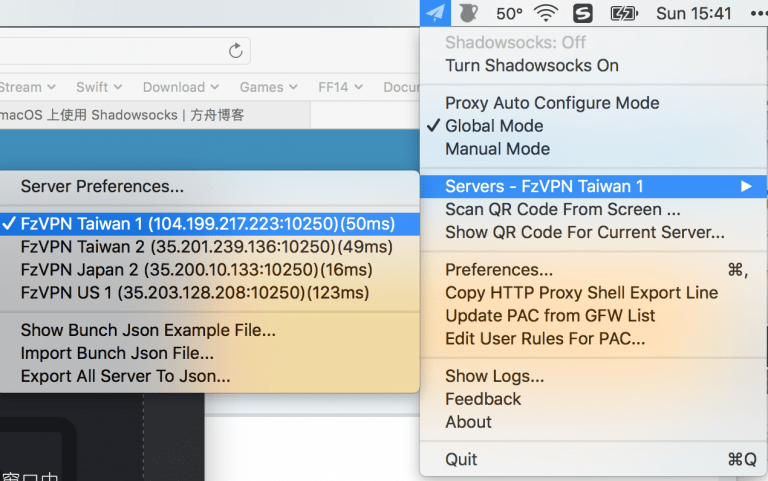 50°
Sun 15:41
Stream
Swift
Download
Games
FF14
macOS 上使用 Shadowsocks | 方舟博客
Shadowsocks: Off
Turn Shadowsocks On
Proxy Auto Configure Mode
✓ Global Mode
Manual Mode
Servers - FzVPN Taiwan 1 ▶
Scan QR Code From Screen ...
Show QR Code For Current Server...
Preferences... ⌘,
Copy HTTP Proxy Shell Export Line
Update PAC from GFW List
Edit User Rules For PAC...
Show Logs...
Feedback
About
Quit ⌘Q
Server Preferences...
✓ FzVPN Taiwan 1 (104.199.217.223:10250)(50ms)
FzVPN Taiwan 2 (35.201.239.136:10250)(49ms)
FzVPN Japan 2 (35.200.10.133:10250)(16ms)
FzVPN US 1 (35.203.128.208:10250)(123ms)
Show Bunch Json Example File...
Import Bunch Json File...
Export All Server To Json...